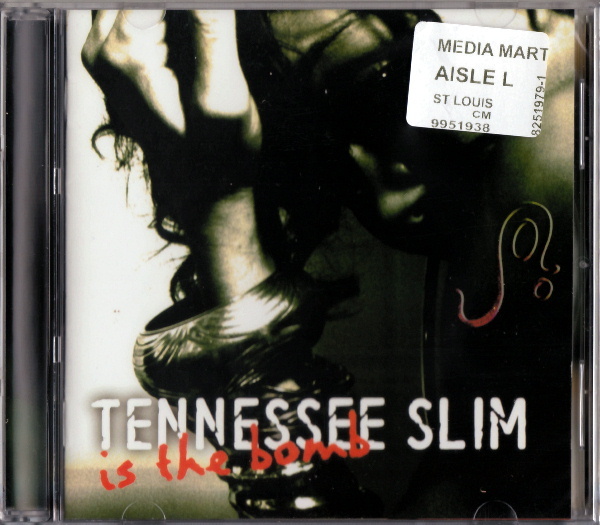 MEDIA MART
AISLE L
ST LOUIS
CM
9951938
8251979-1
TENNESSEE SLIM
is the bomb